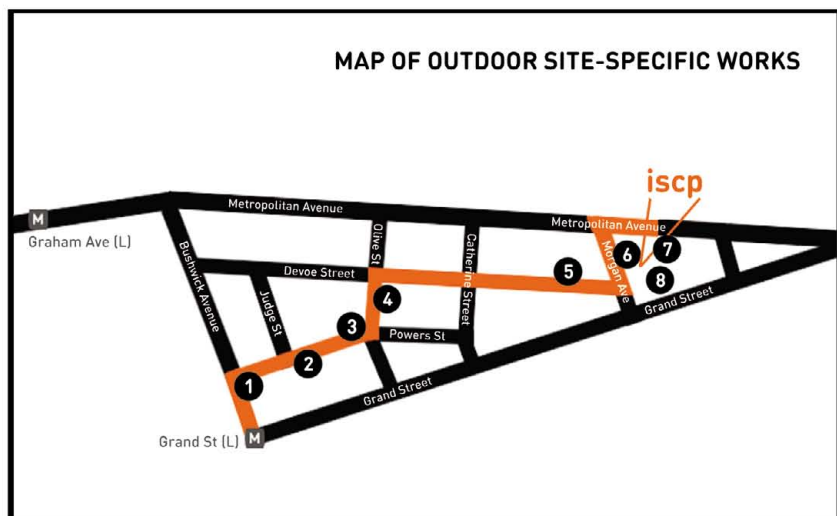 MAP OF OUTDOOR SITE-SPECIFIC WORKS
iscp
Metropolitan Avenue
Metropolitan Avenue
M
Graham Ave (L)
Olive St
Catherine Street
Bushwick Avenue
Devoe Street
Judge St
Morgan Ave
5
6
7
8
4
3
Powers St
Grand Street
2
1
Grand Street
Grand St (L)
M